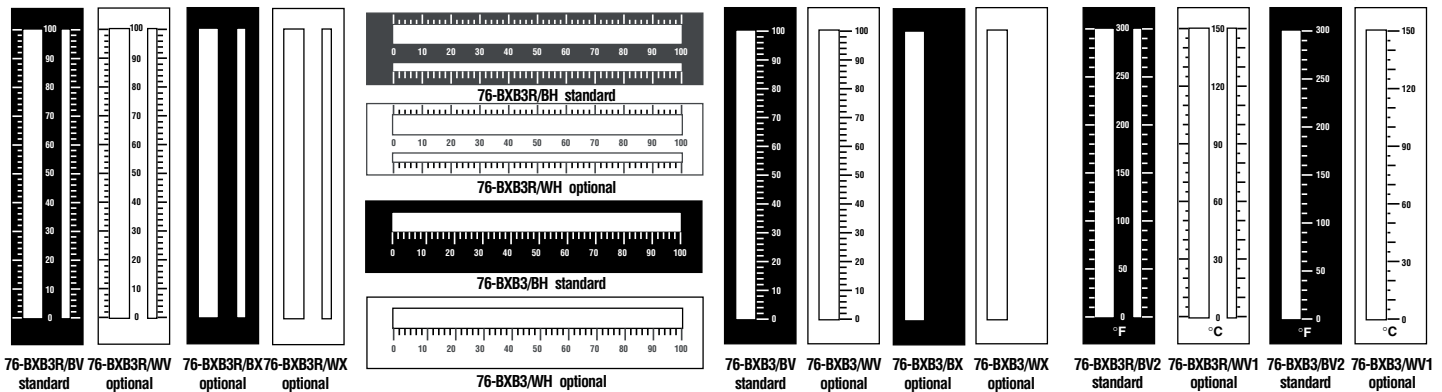 100
90
80
70
60
50
40
30
20
10
0
76-BXB3R/BV
standard
100
90
80
70
60
50
40
30
20
10
0
76-BXB3R/WV
optional
76-BXB3R/BX
optional
76-BXB3R/WX
optional
0 10 20 30 40 50 60 70 80 90 100
76-BXB3R/BH standard
0 10 20 30 40 50 60 70 80 90 100
76-BXB3R/WH optional
0 10 20 30 40 50 60 70 80 90 100
76-BXB3/BH standard
0 10 20 30 40 50 60 70 80 90 100
76-BXB3/WH optional
100
90
80
70
60
50
40
30
20
10
0
76-BXB3/BV
standard
100
90
80
70
60
50
40
30
20
10
0
76-BXB3/WV
optional
76-BXB3/BX
optional
76-BXB3/WX
optional
300
250
200
150
100
50
0
°F
76-BXB3R/BV2
standard
150
120
90
60
30
0
°C
76-BXB3R/WV1
optional
300
250
200
150
100
50
0
°F
76-BXB3/BV2
standard
150
120
90
60
30
0
°C
76-BXB3/WV1
optional